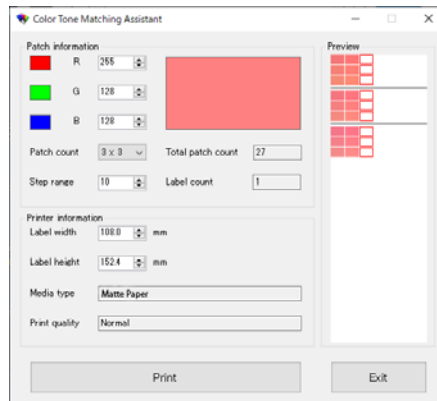 Color Tone Matching Assistant
Patch information
R 255
G 128
B 128
Patch count 3 x 3 Total patch count 27
Step range 10 Label count 1
Printer information
Label width 108.0 mm
Label height 152.4 mm
Media type Matte Paper
Print quality Normal
Print
Preview
Exit